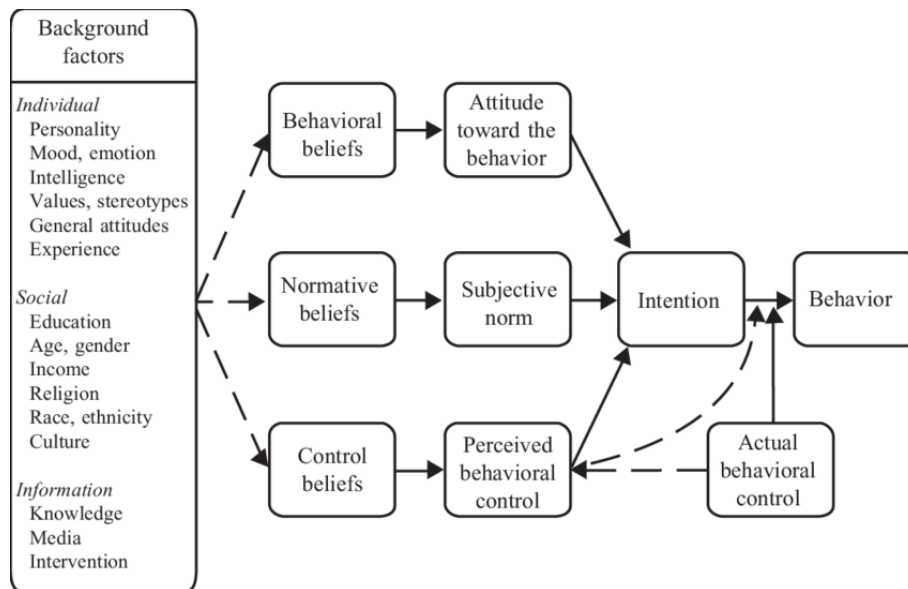 Background
factors
Individual
Personality
Mood, emotion
Intelligence
Values, stereotypes
General attitudes
Experience
Social
Education
Age, gender
Income
Religion
Race, ethnicity
Culture
Information
Knowledge
Media
Intervention
Behavioral
beliefs
Attitude
toward the
behavior
Normative
beliefs
Subjective
norm
Intention
Behavior
Control
beliefs
Perceived
behavioral
control
Actual
behavioral
control